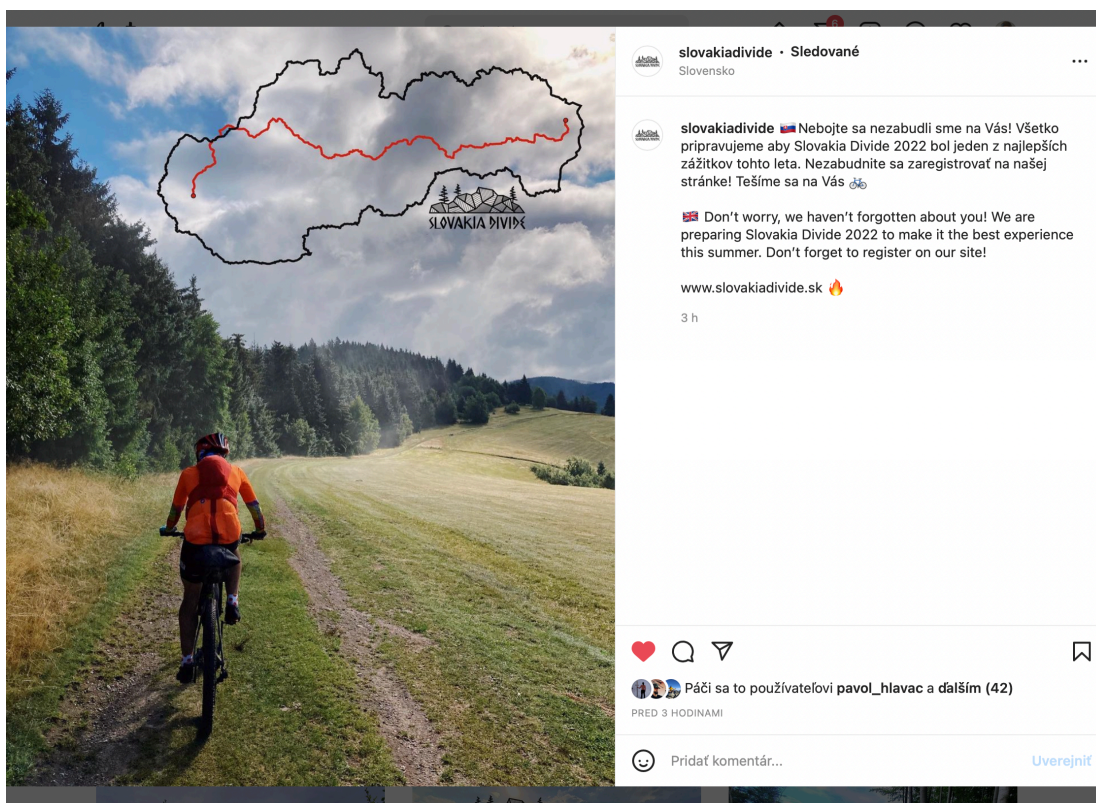 6
SLOVAKIA DIVIDE
slovakiadivide • Sledované
Slovensko
slovakiadivide 🇸🇰 Nebojte sa nezabudli sme na Vás! Všetko
pripravujeme aby Slovakia Divide 2022 bol jeden z najlepších
zážitkov tohto leta. Nezabudnite sa zaregistrovať na našej
stránke! Tešíme sa na Vás 🚲
🇬🇧 Don't worry, we haven't forgotten about you! We are
preparing Slovakia Divide 2022 to make it the best experience
this summer. Don't forget to register on our site!
www.slovakiadivide.sk 🔥
3 h
Páči sa to používateľovi pavol_hlavac a ďalším (42)
PRED 3 HODINAMI
Pridať komentár...
Uverejniť